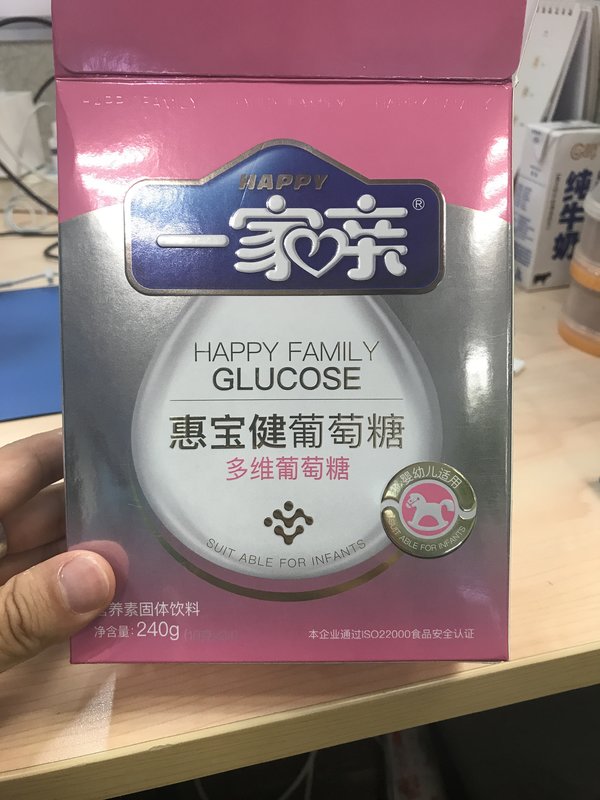 HAPPY
一家亲®
HAPPY FAMILY
GLUCOSE
惠宝健葡萄糖
多维葡萄糖
SUIT ABLE FOR INFANTS
婴幼儿适用
SUIT ABLE FOR INFANTS
营养素固体饮料
净含量:240g
本企业通过ISO22000食品安全认证
纯牛奶